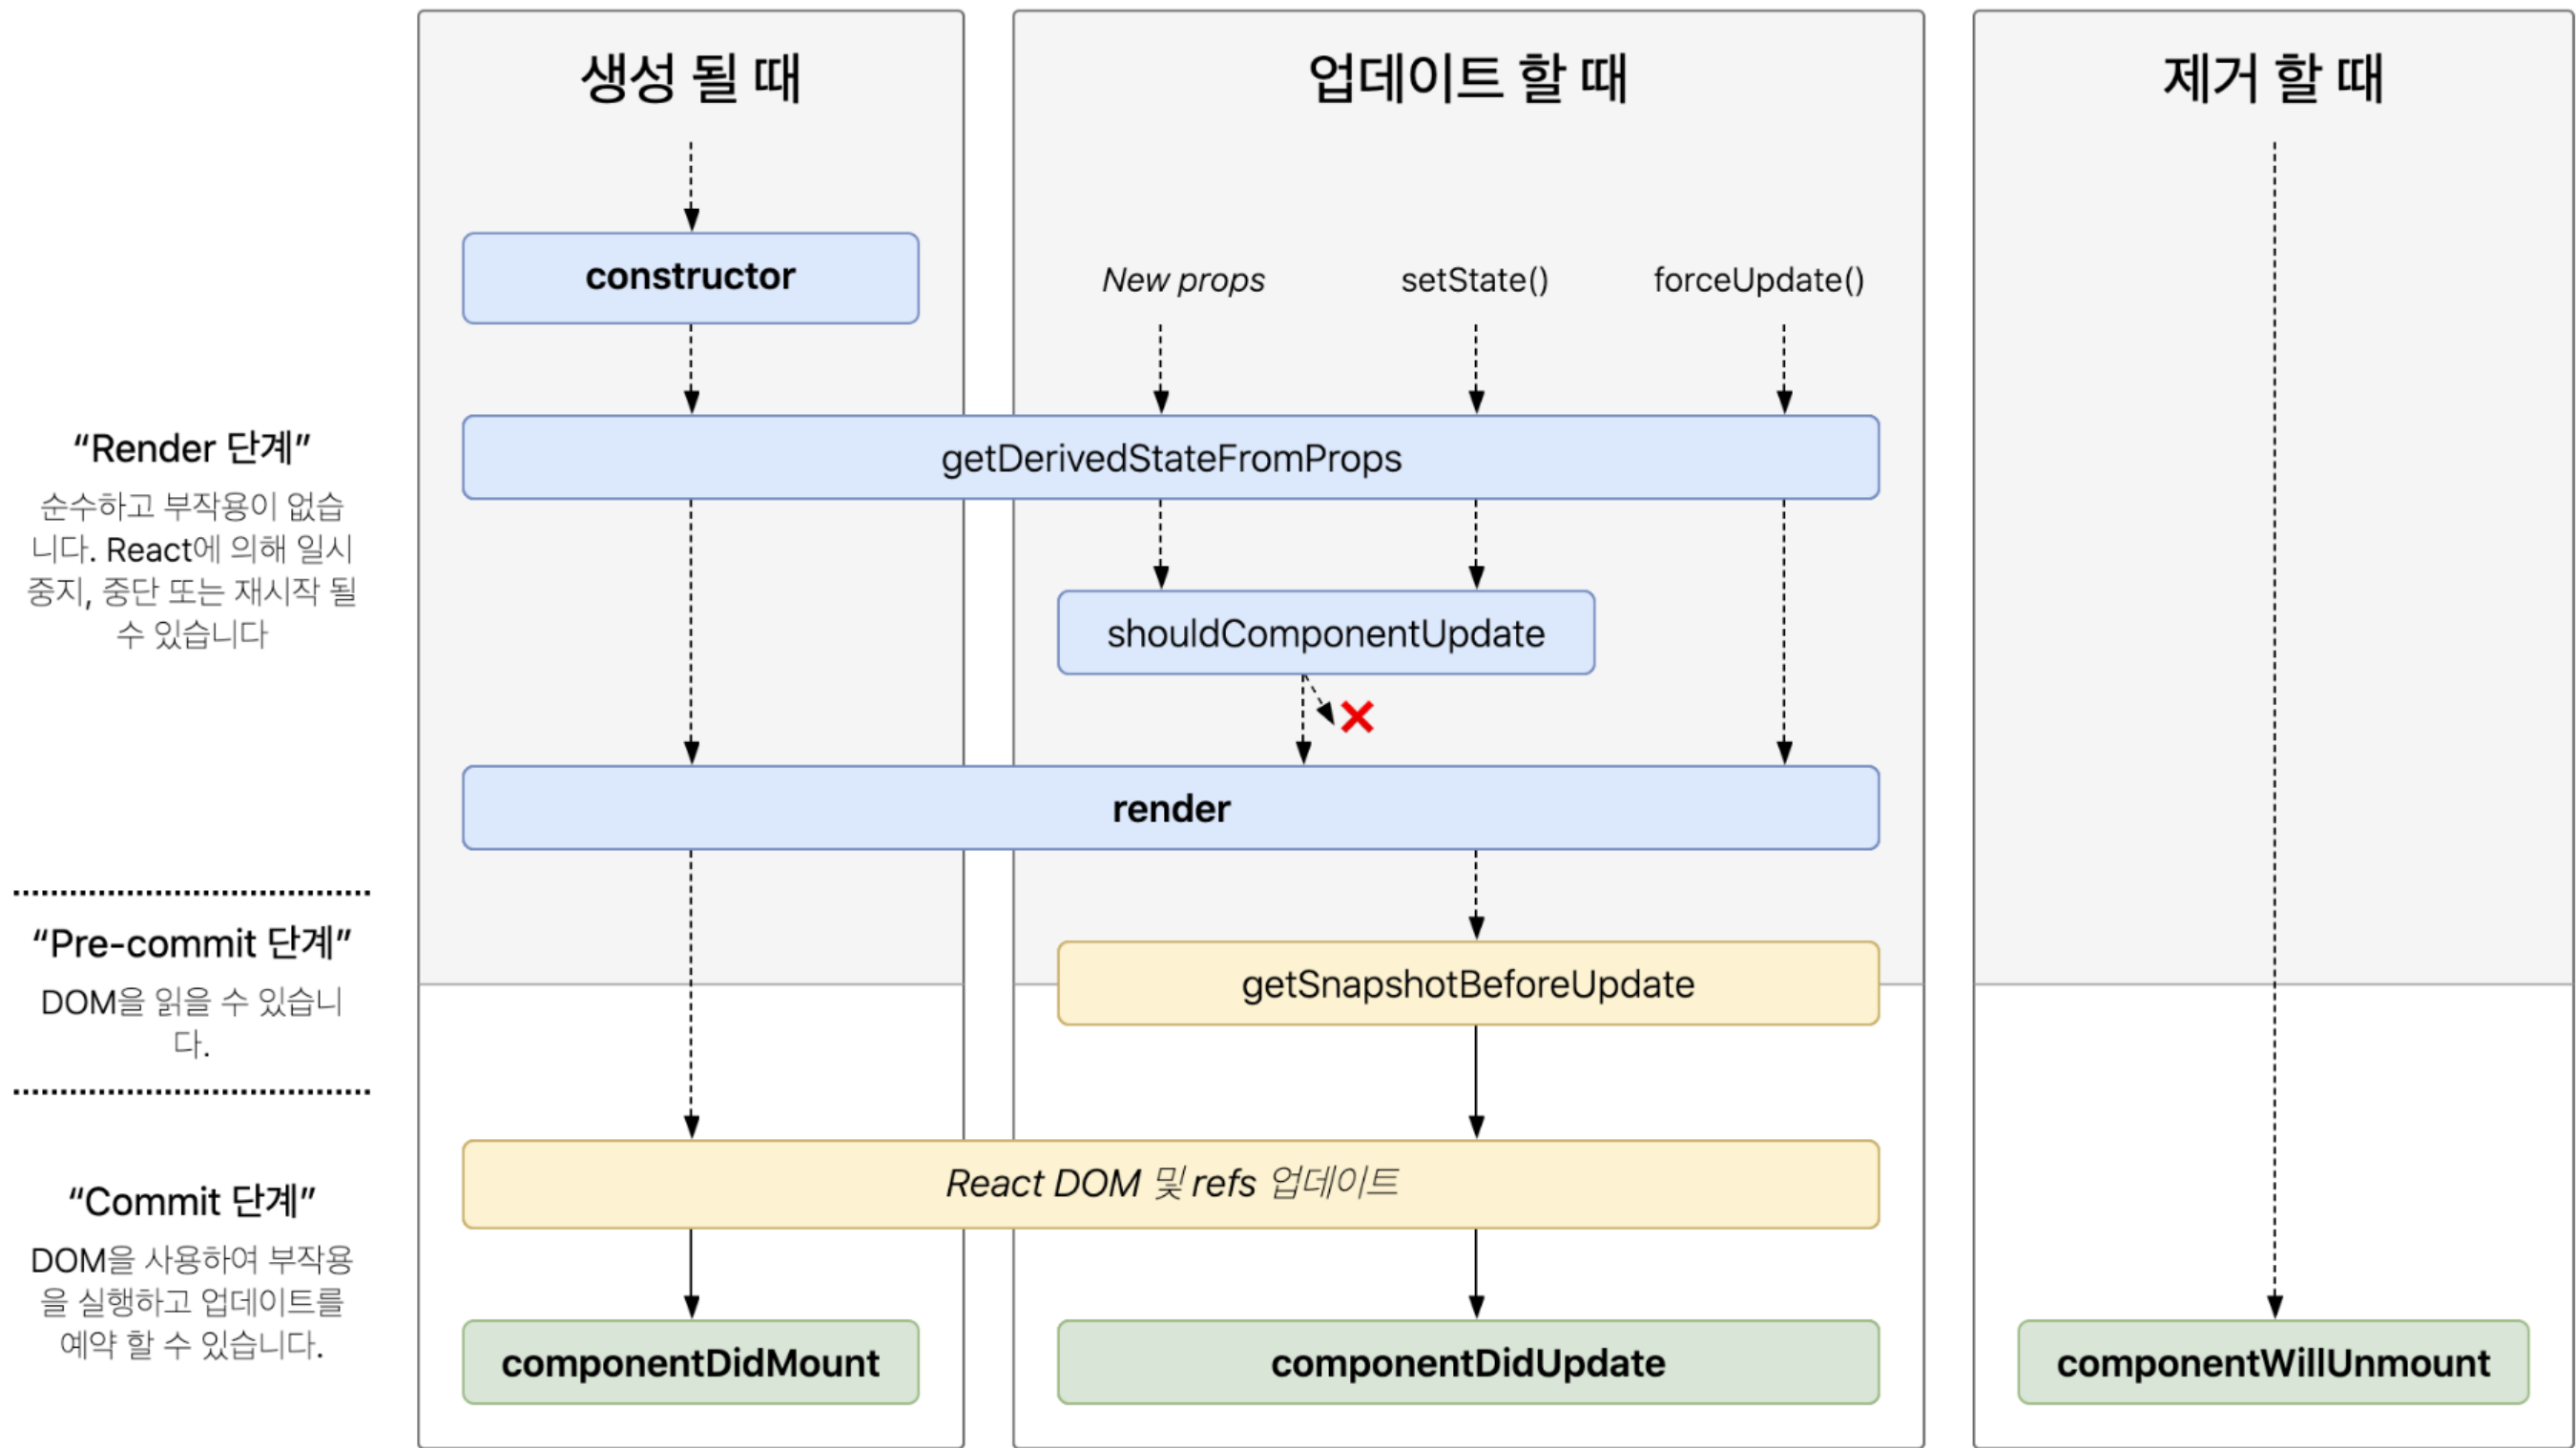 생성 될 때
업데이트 할 때
제거 할 때
constructor
New props
setState()
forceUpdate()
getDerivedStateFromProps
shouldComponentUpdate
render
getSnapshotBeforeUpdate
React DOM 및 refs 업데이트
componentDidMount
componentDidUpdate
componentWillUnmount
“Render 단계”
순수하고 부작용이 없습
니다. React에 의해 일시
중지, 중단 또는 재시작 될
수 있습니다
“Pre-commit 단계”
DOM을 읽을 수 있습니
다.
“Commit 단계”
DOM을 사용하여 부작용
을 실행하고 업데이트를
예약 할 수 있습니다.